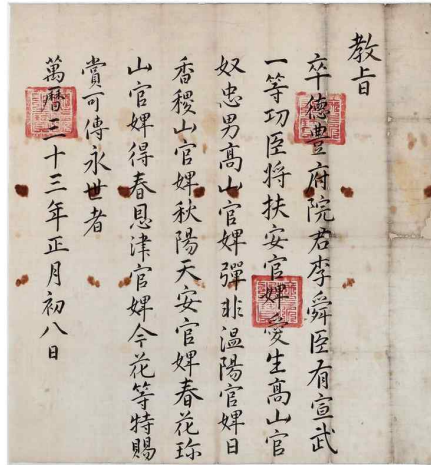 教旨
卒德豊府院君李舜臣有宣武
一等功臣將扶安官婢愛生高山官
奴忠男高山官婢彈非溫陽官婢日
香稷山官婢秋陽天安官婢春花珎
山官婢得春恩津官婢今花等特賜
賞可傳永世者
萬曆三十三年正月初八日